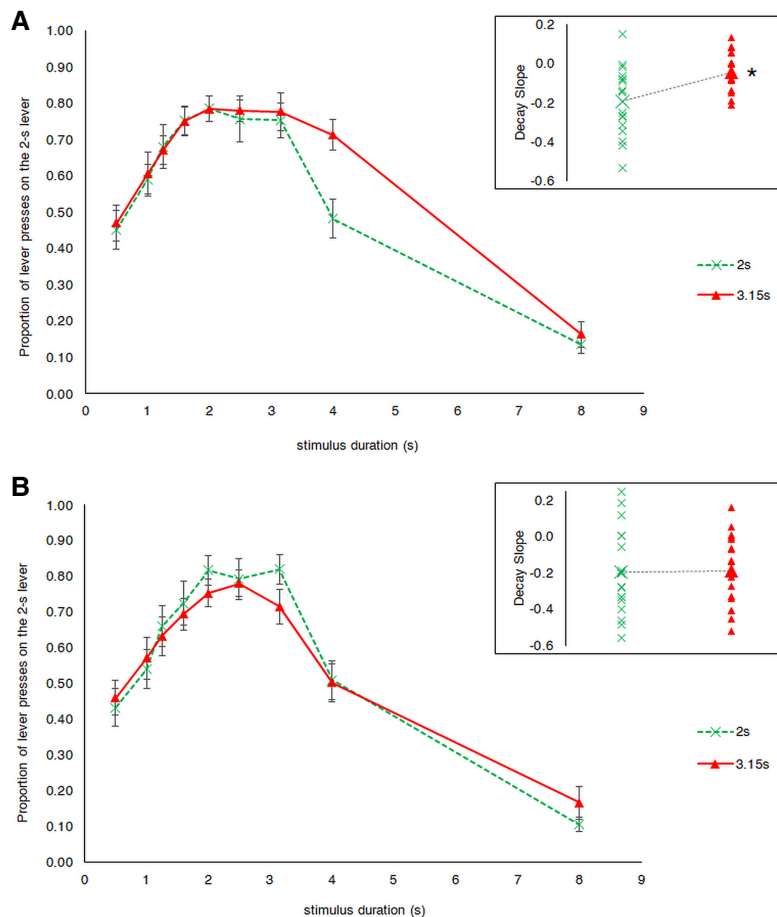 A
Proportion of lever presses on the 2-s lever
1.00
0.90
0.80
0.70
0.60
0.50
0.40
0.30
0.20
0.10
0.00
0 1 2 3 4 5 6 7 8 9
stimulus duration (s)
Decay Slope
0.2
0.0
-0.2
-0.4
-0.6
*
2s
3.15s
B
Proportion of lever presses on the 2-s lever
1.00
0.90
0.80
0.70
0.60
0.50
0.40
0.30
0.20
0.10
0.00
0 1 2 3 4 5 6 7 8 9
stimulus duration (s)
Decay Slope
0.2
0.0
-0.2
-0.4
-0.6
2s
3.15s